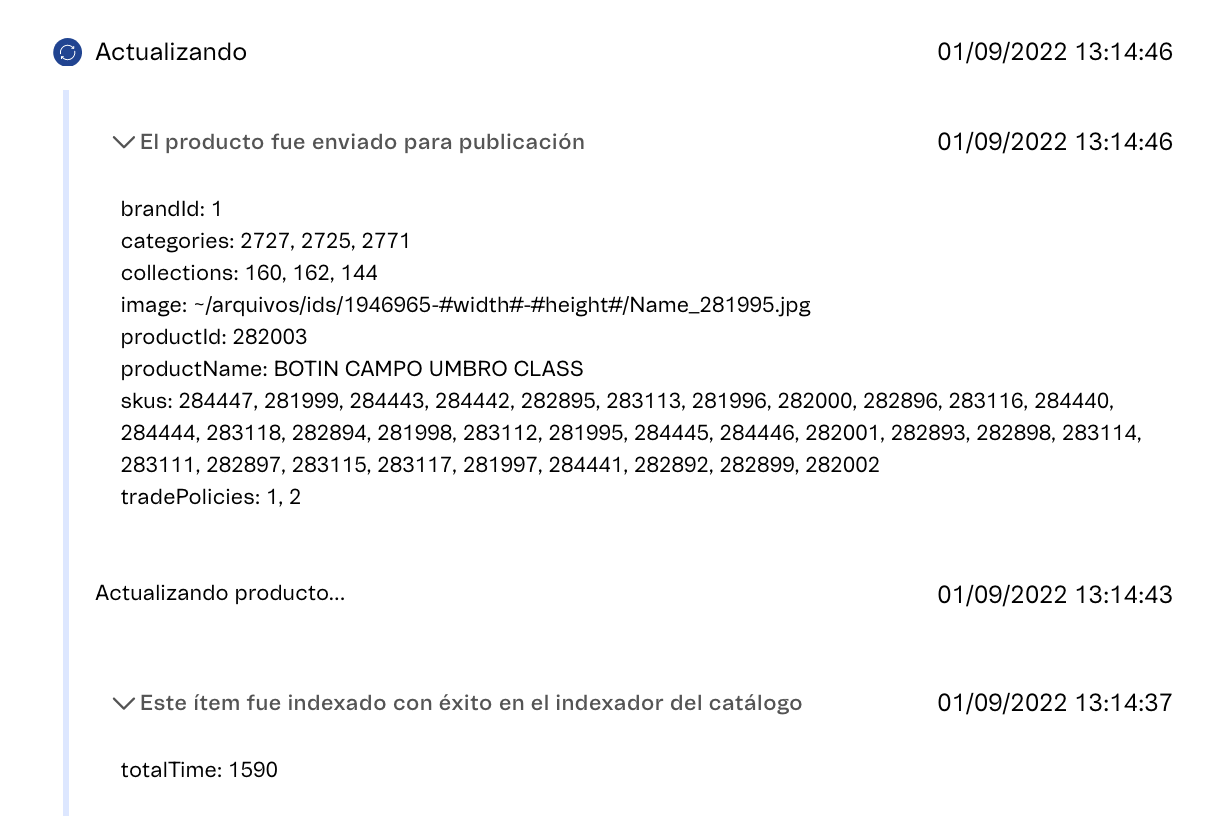 Actualizando 01/09/2022 13:14:46
El producto fue enviado para publicación 01/09/2022 13:14:46
brandId: 1
categories: 2727, 2725, 2771
collections: 160, 162, 144
image: ~/arquivos/ids/1946965-#width#-#height#/Name_281995.jpg
productId: 282003
productName: BOTIN CAMPO UMBRO CLASS
skus: 284447, 281999, 284443, 284442, 282895, 283113, 281996, 282000, 282896, 283116, 284440,
284444, 283118, 282894, 281998, 283112, 281995, 284445, 284446, 282001, 282893, 282898, 283114,
283111, 282897, 283115, 283117, 281997, 284441, 282892, 282899, 282002
tradePolicies: 1, 2
Actualizando producto... 01/09/2022 13:14:43
Este ítem fue indexado con éxito en el indexador del catálogo 01/09/2022 13:14:37
totalTime: 1590